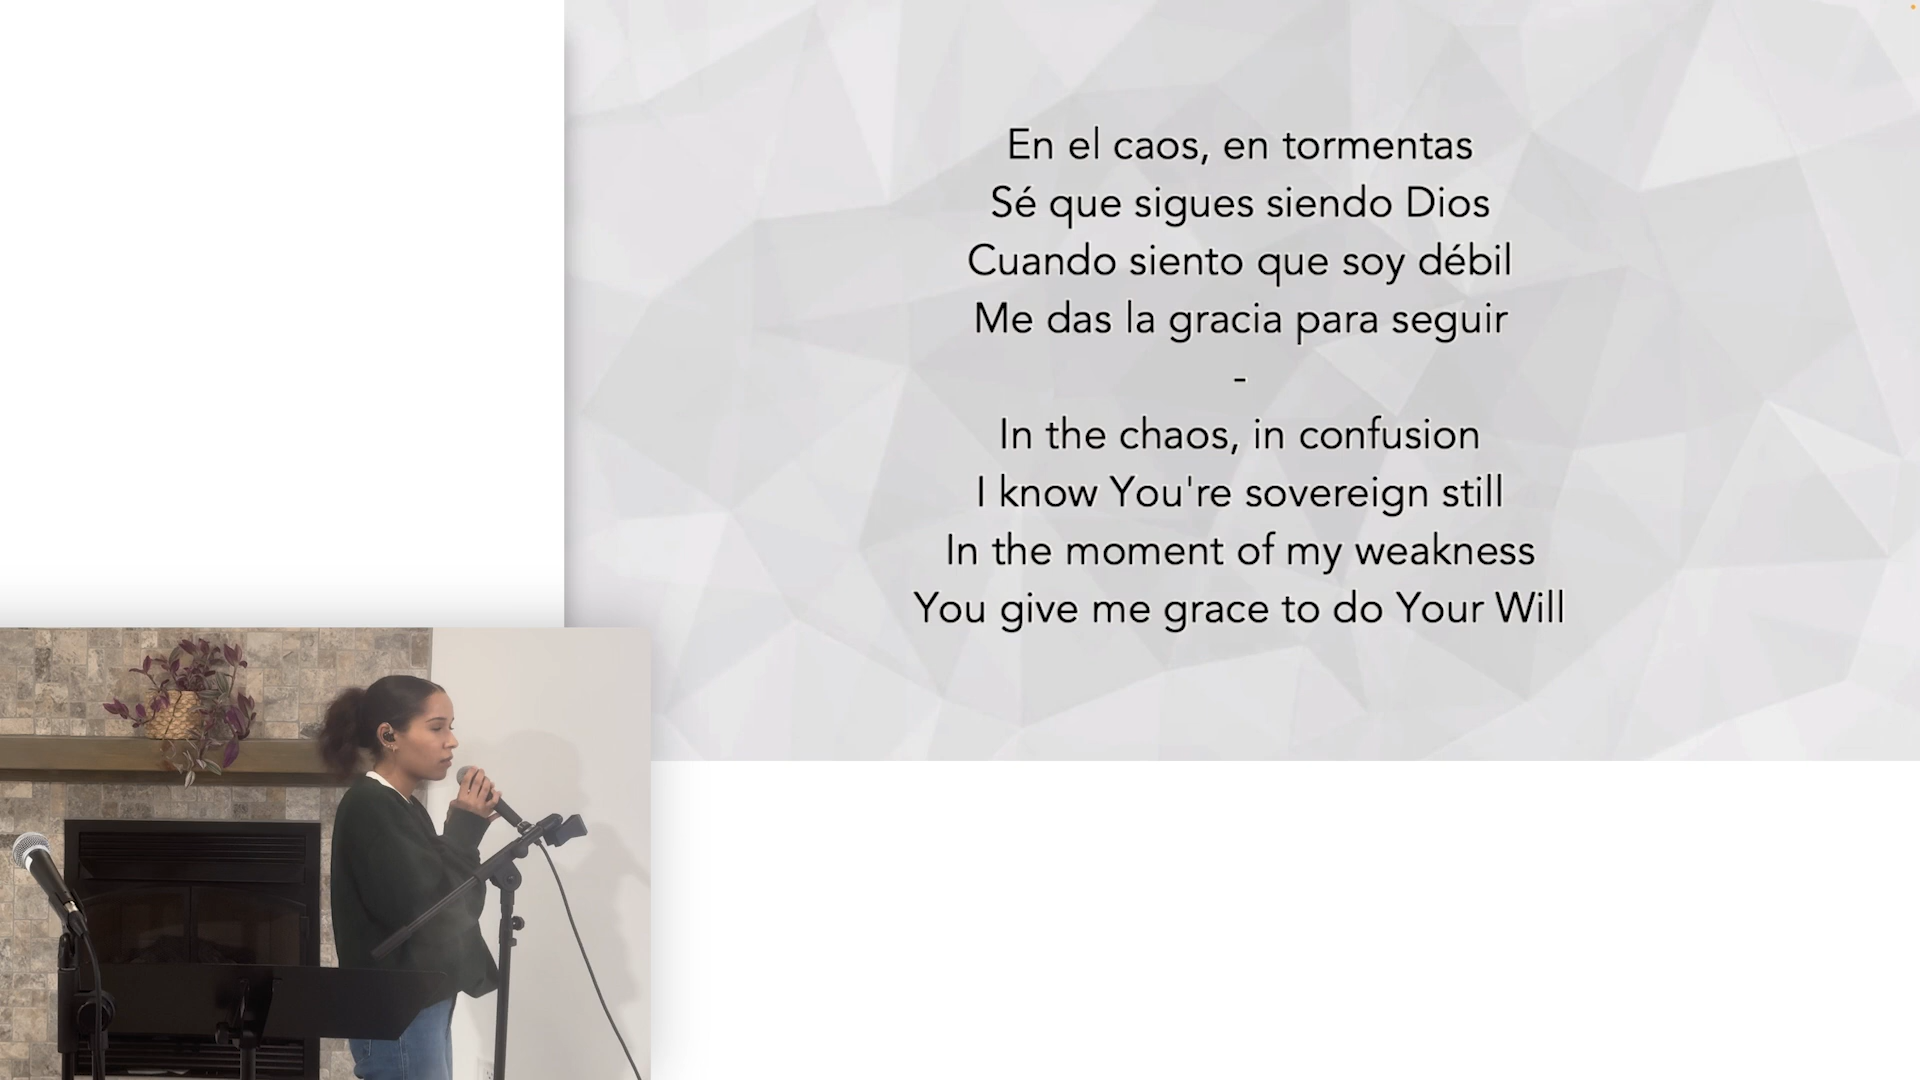 En el caos, en tormentas
Sé que sigues siendo Dios
Cuando siento que soy débil
Me das la gracia para seguir
-
In the chaos, in confusion
I know You're sovereign still
In the moment of my weakness
You give me grace to do Your Will